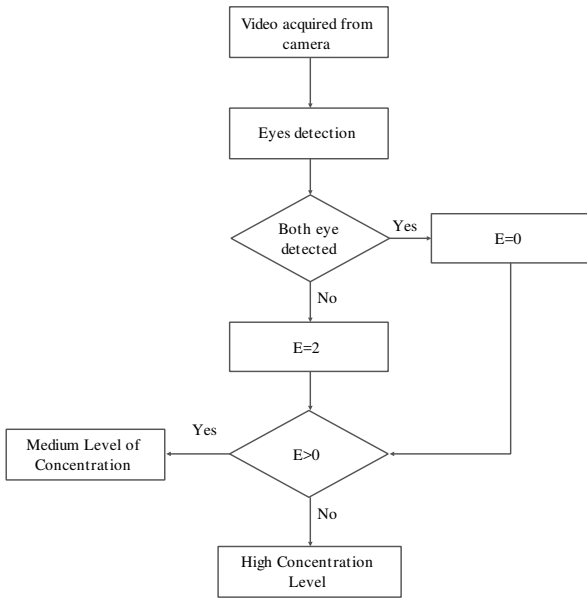 Video acquired from
camera
Eyes detection
Both eye
detected
Yes
E=0
No
E=2
Yes
Medium Level of
Concentration
E>0
No
High Concentration
Level